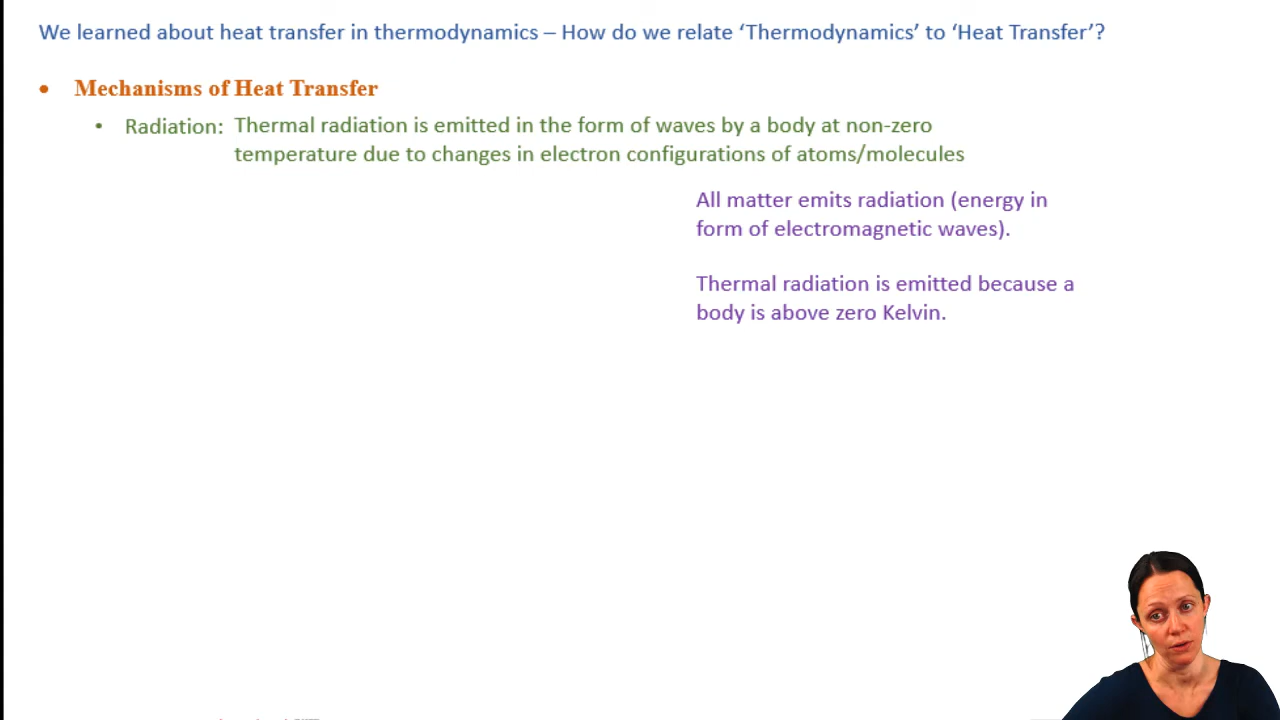 We learned about heat transfer in thermodynamics – How do we relate ‘Thermodynamics’ to ‘Heat Transfer’?
• Mechanisms of Heat Transfer
• Radiation: Thermal radiation is emitted in the form of waves by a body at non-zero
temperature due to changes in electron configurations of atoms/molecules
All matter emits radiation (energy in
form of electromagnetic waves).
Thermal radiation is emitted because a
body is above zero Kelvin.